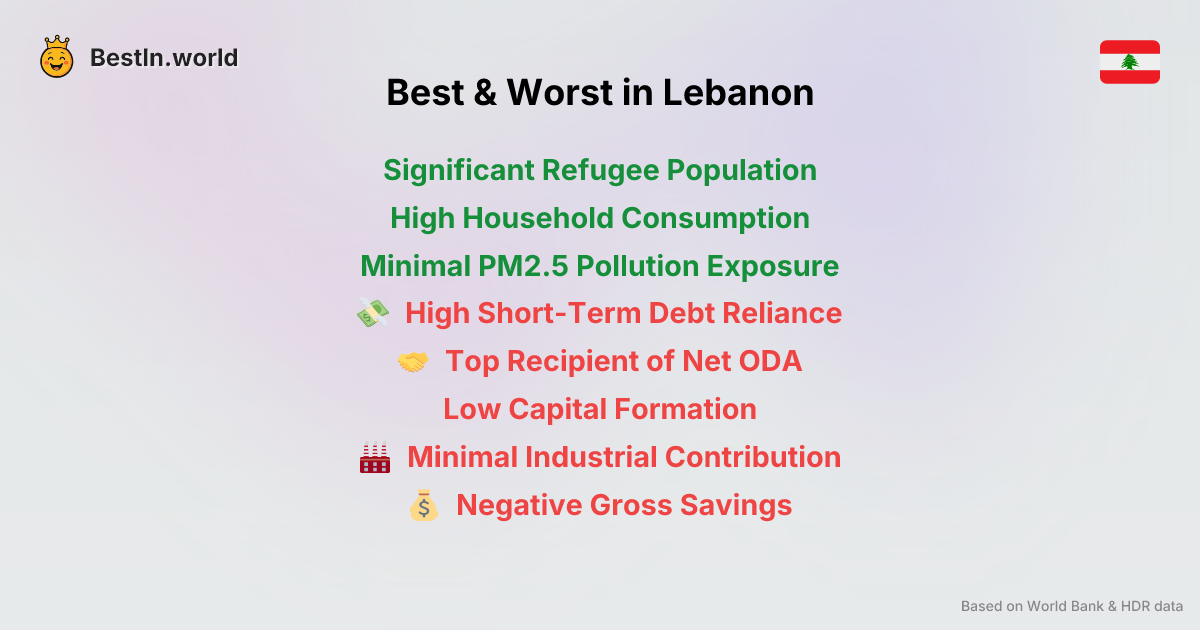 BestIn.world
Best & Worst in Lebanon
Significant Refugee Population
High Household Consumption
Minimal PM2.5 Pollution Exposure
High Short-Term Debt Reliance
Top Recipient of Net ODA
Low Capital Formation
Minimal Industrial Contribution
Negative Gross Savings
Based on World Bank & HDR data